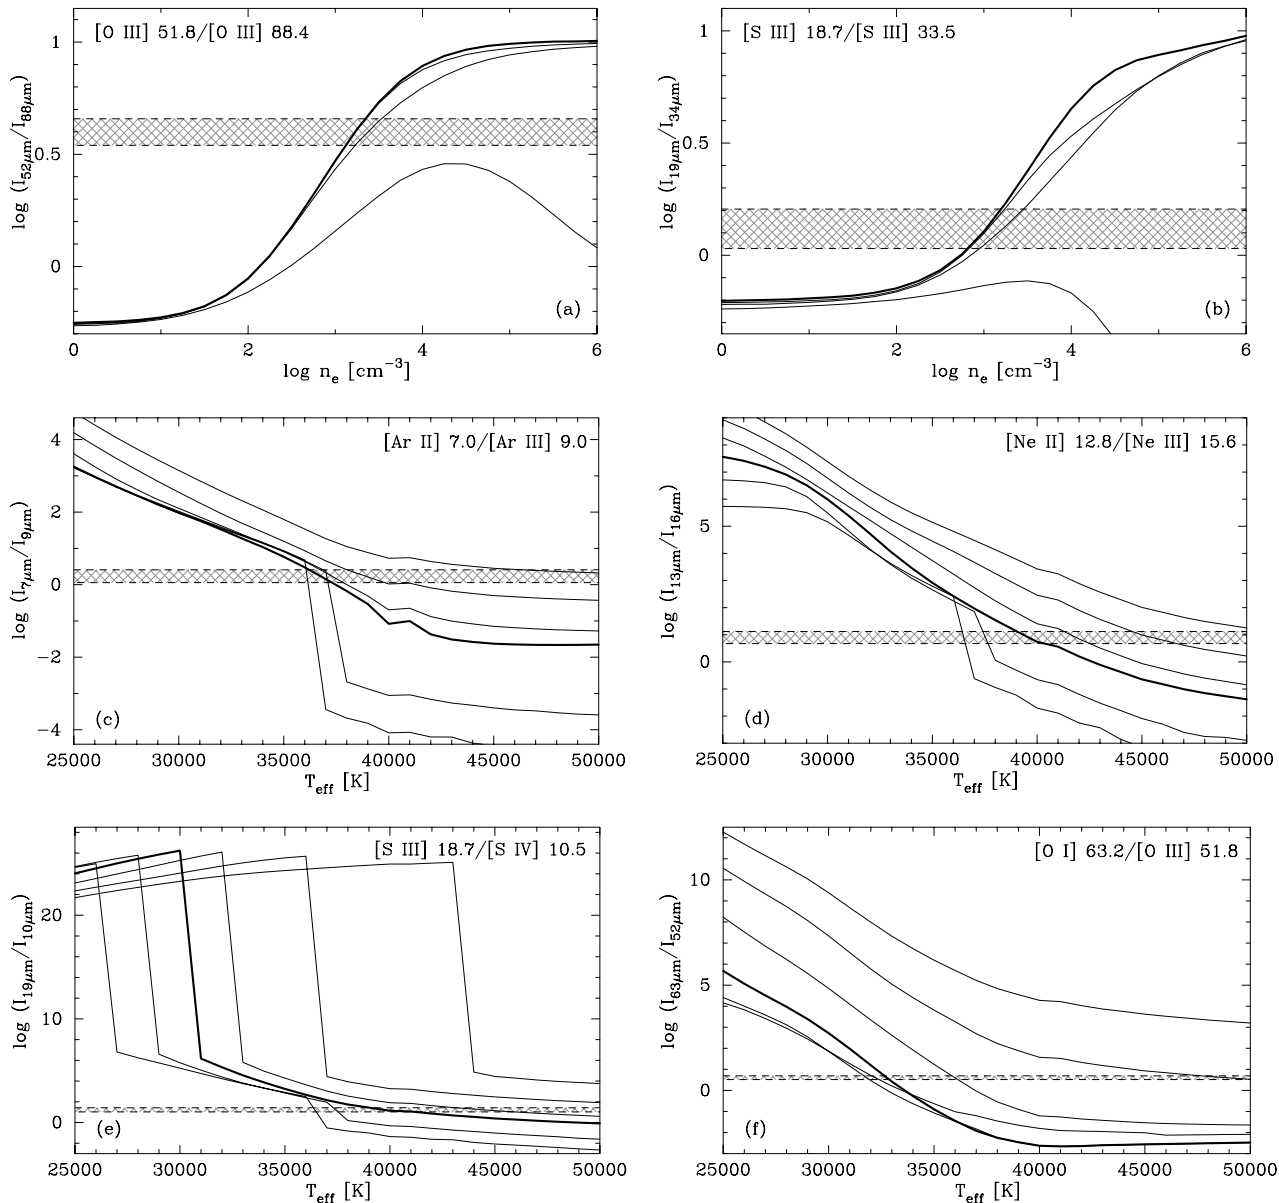 [O III] 51.8/[O III] 88.4
log (I52μm/I88μm)
1
0.5
0
(a)
0 2 4 6
log ne [cm−3]
[S III] 18.7/[S III] 33.5
log (I19μm/I34μm)
1
0.5
0
(b)
0 2 4 6
log ne [cm−3]
[Ar II] 7.0/[Ar III] 9.0
log (I7μm/I9μm)
4
2
0
−2
−4
(c)
25000 30000 35000 40000 45000 50000
Teff [K]
[Ne II] 12.8/[Ne III] 15.6
log (I13μm/I16μm)
5
0
(d)
25000 30000 35000 40000 45000 50000
Teff [K]
[S III] 18.7/[S IV] 10.5
log (I19μm/I10μm)
20
10
0
(e)
25000 30000 35000 40000 45000 50000
Teff [K]
[O I] 63.2/[O III] 51.8
log (I63μm/I52μm)
10
5
0
(f)
25000 30000 35000 40000 45000 50000
Teff [K]